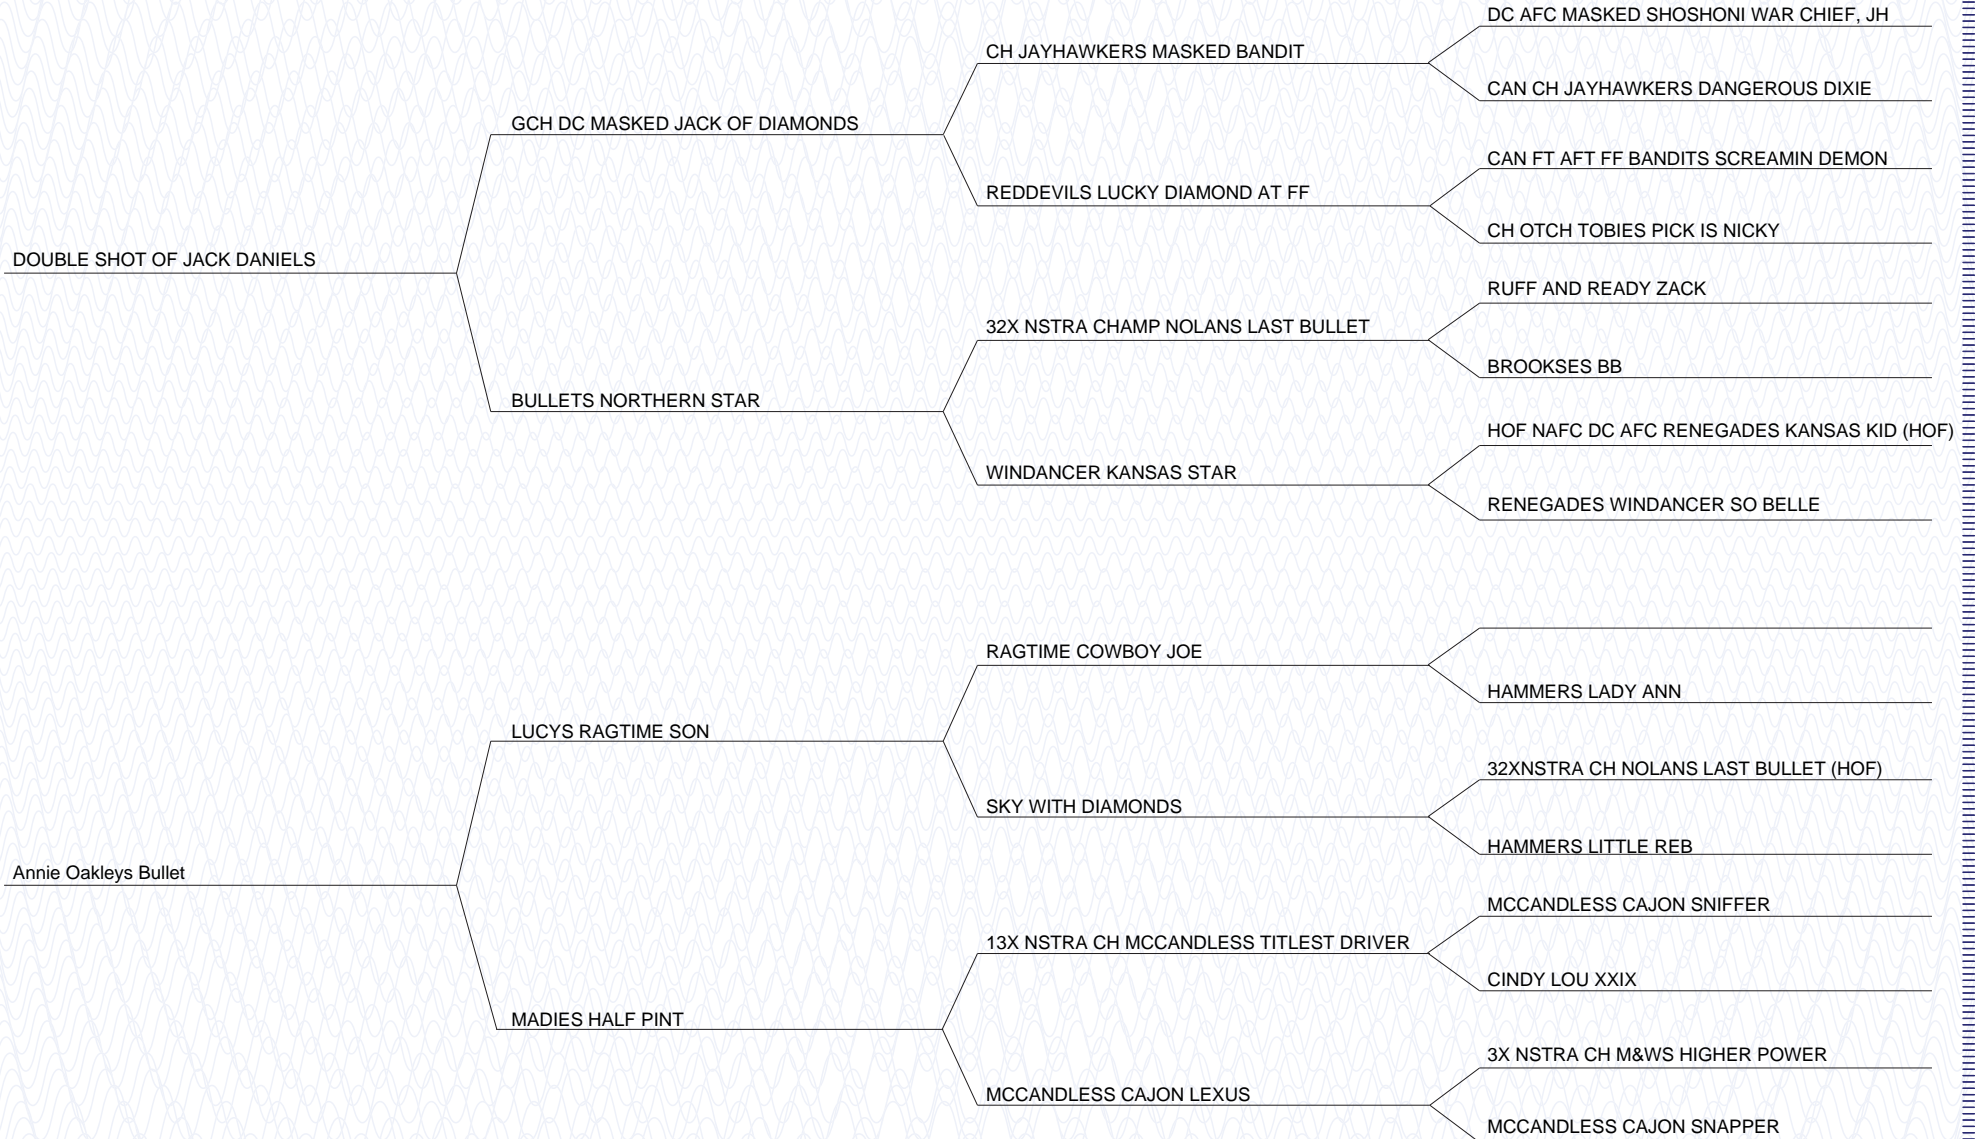 DC AFC MASKED SHOSHONI WAR CHIEF, JH
CH JAYHAWKERS MASKED BANDIT
CAN CH JAYHAWKERS DANGEROUS DIXIE
GCH DC MASKED JACK OF DIAMONDS
CAN FT AFT FF BANDITS SCREAMIN DEMON
REDDEVILS LUCKY DIAMOND AT FF
CH OTCH TOBIES PICK IS NICKY
DOUBLE SHOT OF JACK DANIELS
RUFF AND READY ZACK
32X NSTRA CHAMP NOLANS LAST BULLET
BROOKSES BB
BULLETS NORTHERN STAR
HOF NAFC DC AFC RENEGADES KANSAS KID (HOF)
WINDANCER KANSAS STAR
RENEGADES WINDANCER SO BELLE
RAGTIME COWBOY JOE
HAMMERS LADY ANN
LUCYS RAGTIME SON
32XNSTRA CH NOLANS LAST BULLET (HOF)
SKY WITH DIAMONDS
HAMMERS LITTLE REB
Annie Oakleys Bullet
MCCANDLESS CAJON SNIFFER
13X NSTRA CH MCCANDLESS TITLEST DRIVER
CINDY LOU XXIX
MADIES HALF PINT
3X NSTRA CH M&WS HIGHER POWER
MCCANDLESS CAJON LEXUS
MCCANDLESS CAJON SNAPPER